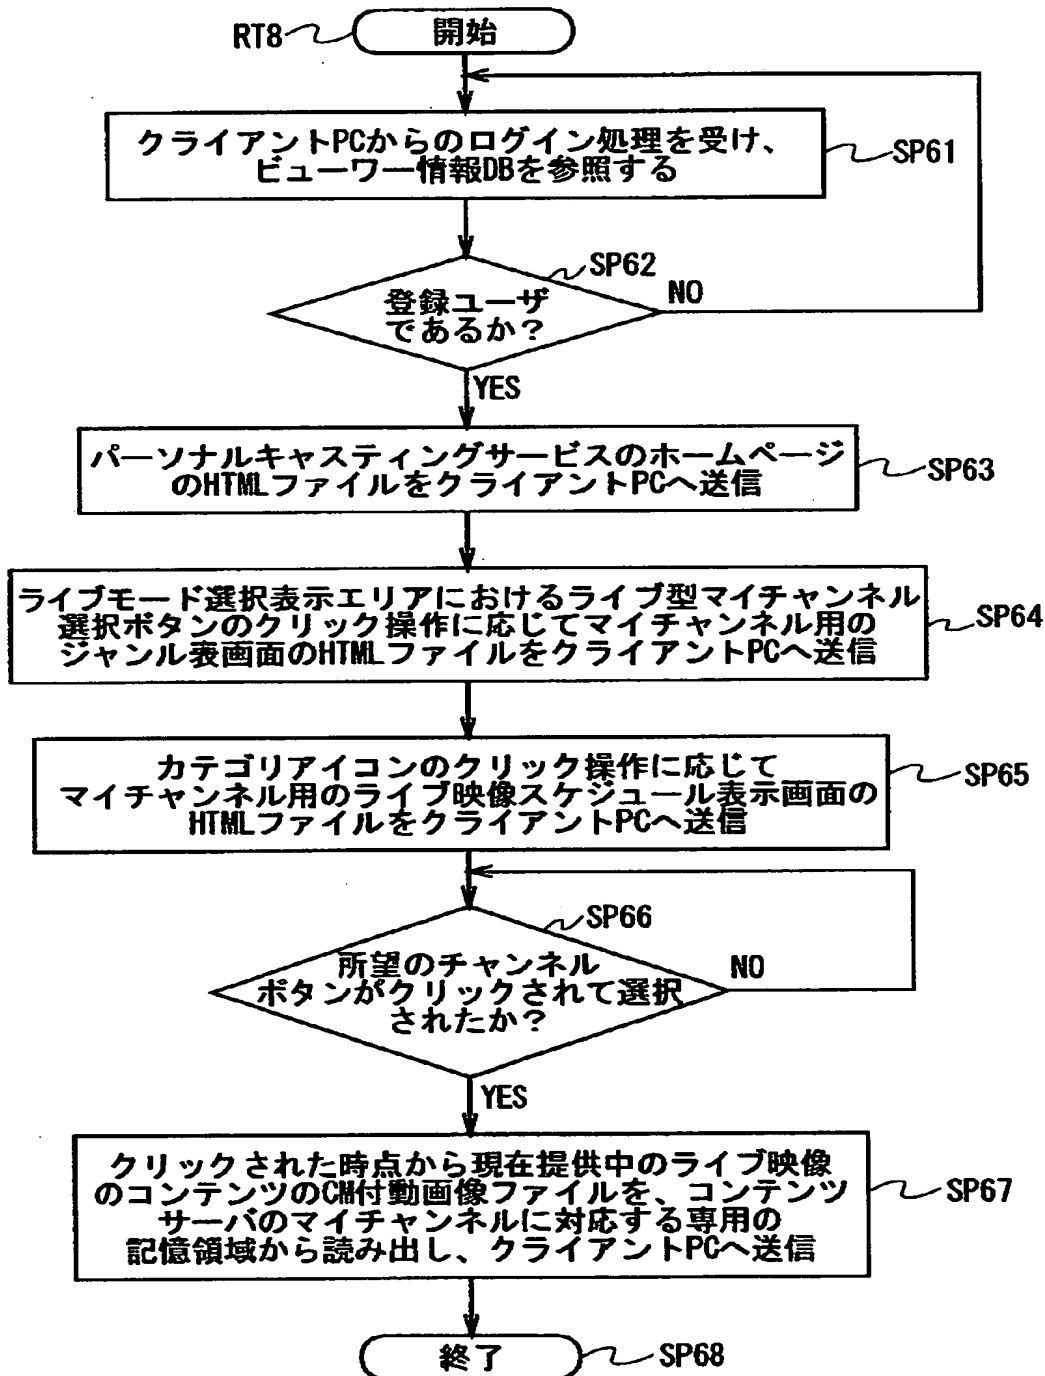 RT8
開始
クライアントPCからのログイン処理を受け、
ビューワー情報DBを参照する
SP61
SP62
登録ユーザ
であるか?
NO
YES
パーソナルキャスティングサービスのホームページ
のHTMLファイルをクライアントPCへ送信
SP63
ライブモード選択表示エリアにおけるライブ型マイチャンネル
選択ボタンのクリック操作に応じてマイチャンネル用の
ジャンル表画面のHTMLファイルをクライアントPCへ送信
SP64
カテゴリアイコンのクリック操作に応じて
マイチャンネル用のライブ映像スケジュール表示画面の
HTMLファイルをクライアントPCへ送信
SP65
SP66
所望のチャンネル
ボタンがクリックされて選択
されたか?
NO
YES
クリックされた時点から現在提供中のライブ映像
のコンテンツのCM付動画像ファイルを、コンテンツ
サーバのマイチャンネルに対応する専用の
記憶領域から読み出し、クライアントPCへ送信
SP67
終了
SP68